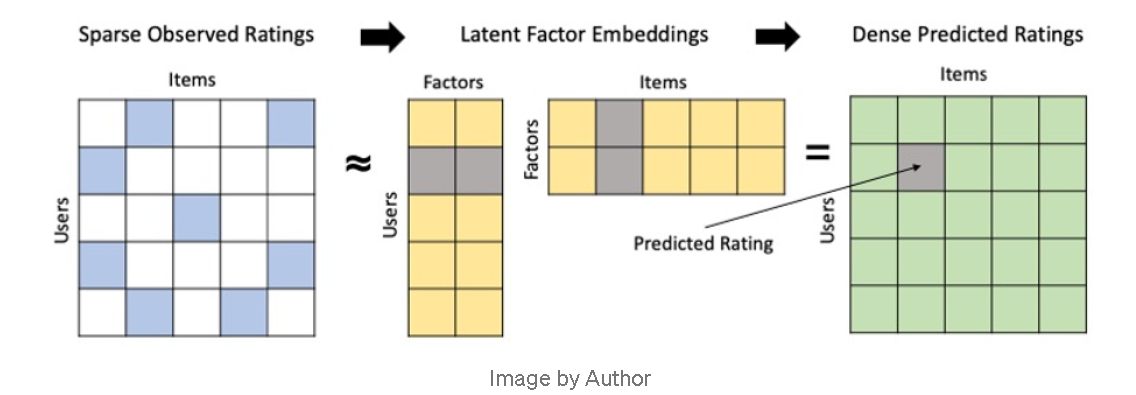 Sparse Observed Ratings
Latent Factor Embeddings
Dense Predicted Ratings
Items
Users
≈
Factors
Users
Items
Factors
=
Items
Users
Predicted Rating
Image by Author